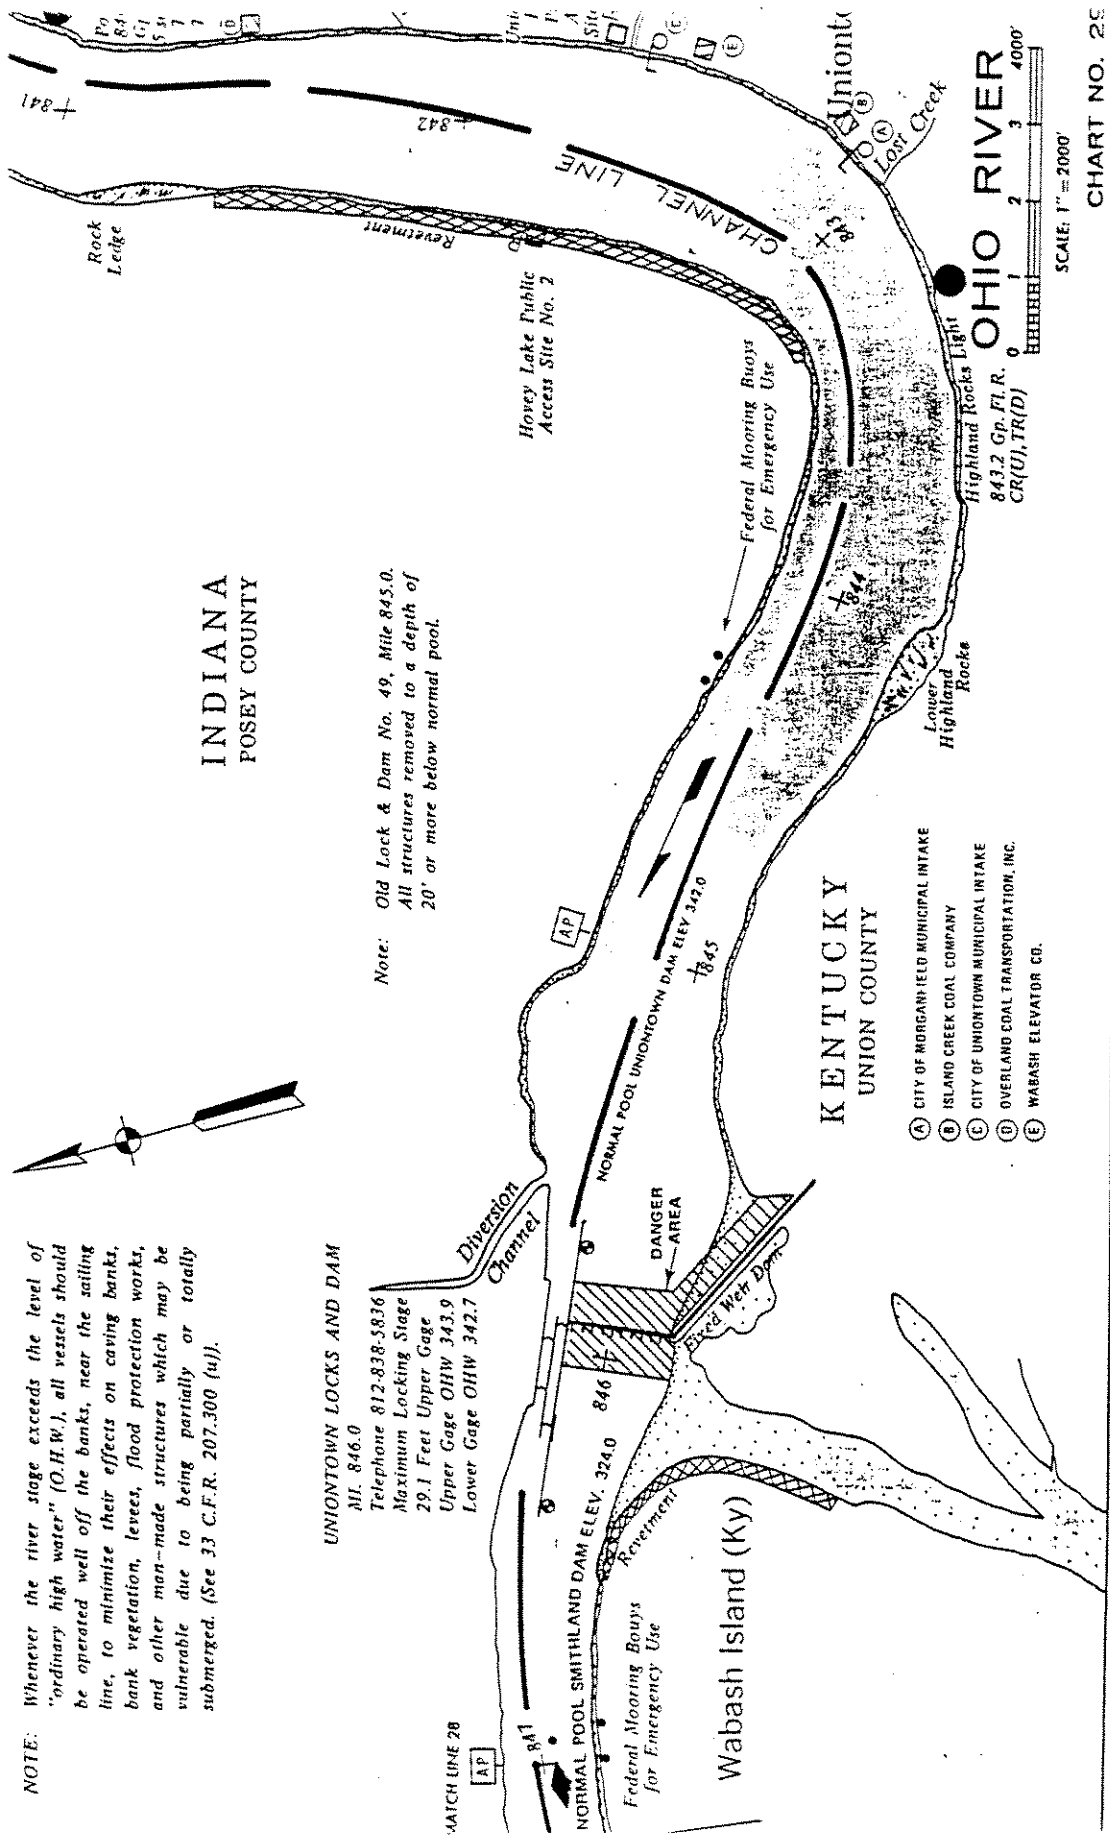 NOTE: Whenever the river stage exceeds the level of
"ordinary high water" (O.H.W.), all vessels should
be operated well off the banks, near the sailing
line, to minimize their effects on caving banks,
bank vegetation, levees, flood protection works,
and other man-made structures which may be
vulnerable due to being partially or totally
submerged. (See 33 C.F.R. 207.300 (u)).
INDIANA
POSEY COUNTY
Rock
Ledge
841
842
Revetment
UNIONTOWN LOCKS AND DAM
MI. 846.0
Telephone 812-838-5836
Maximum Locking Stage
29.1 Feet Upper Gage
Upper Gage OHW 343.9
Lower Gage OHW 342.7
Note: Old Lock & Dam No. 49, Mile 845.0.
All structures removed to a depth of
20' or more below normal pool.
Hovey Lake Public
Access Site No. 2
CHANNEL LINE
Diversion
Channel
AP
MATCH LINE 28
AP
847
NORMAL POOL SMITHLAND DAM ELEV. 324.0
846
DANGER
AREA
NORMAL POOL UNIONTOWN DAM ELEV 342.0
845
Federal Mooring Buoys
for Emergency Use
844
843
Federal Mooring Bouys
for Emergency Use
Revetment
Fixed Weir Dam
Wabash Island (Ky)
KENTUCKY
UNION COUNTY
Lower
Highland
Rocks
Highland Rocks Light
843.2 Gp. Fl. R.
CR(U), TR(D)
Uniont
B
A
Lost Creek
C
D
E
A CITY OF MORGANFIELD MUNICIPAL INTAKE
B ISLAND CREEK COAL COMPANY
C CITY OF UNIONTOWN MUNICIPAL INTAKE
D OVERLAND COAL TRANSPORTATION, INC.
E WABASH ELEVATOR CO.
OHIO RIVER
0 1 2 3 4000'
SCALE: 1" = 2000'
CHART NO.